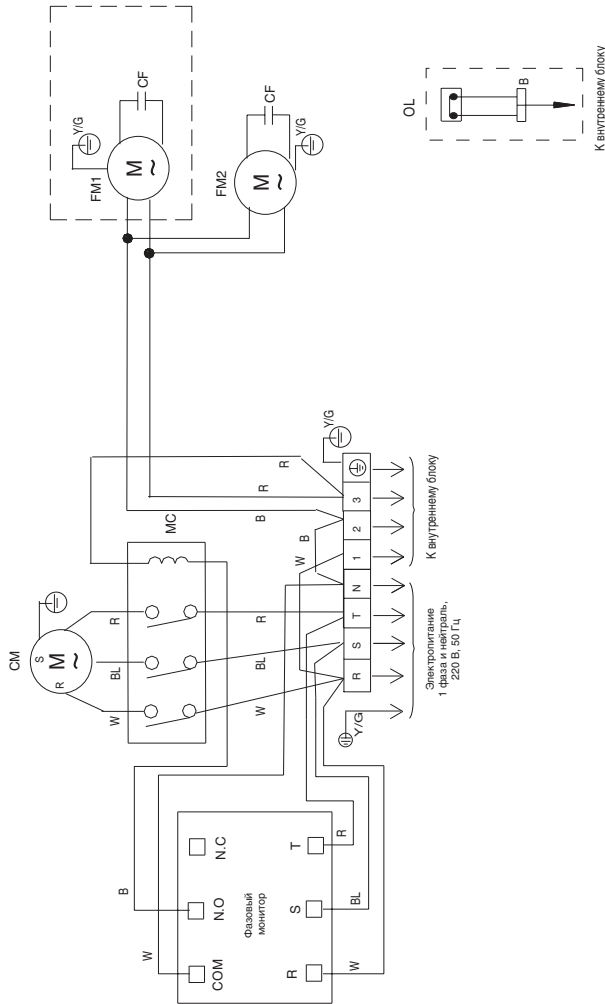 CM
S
R
M
~
FM1
M
~
Y/G
CF
FM2
M
~
CF
Y/G
W
BL
R
MC
B
W
COM
N.O
N.C
Фазовый
монитор
R
S
T
W
BL
R
W
BL
R
W
B
B
R
R
Y/G
Y/G
R
S
T
N
1
2
3
Электропитание
1 фаза и нейтраль,
220 В, 50 Гц
К внутреннему блоку
OL
B
К внутреннему блоку